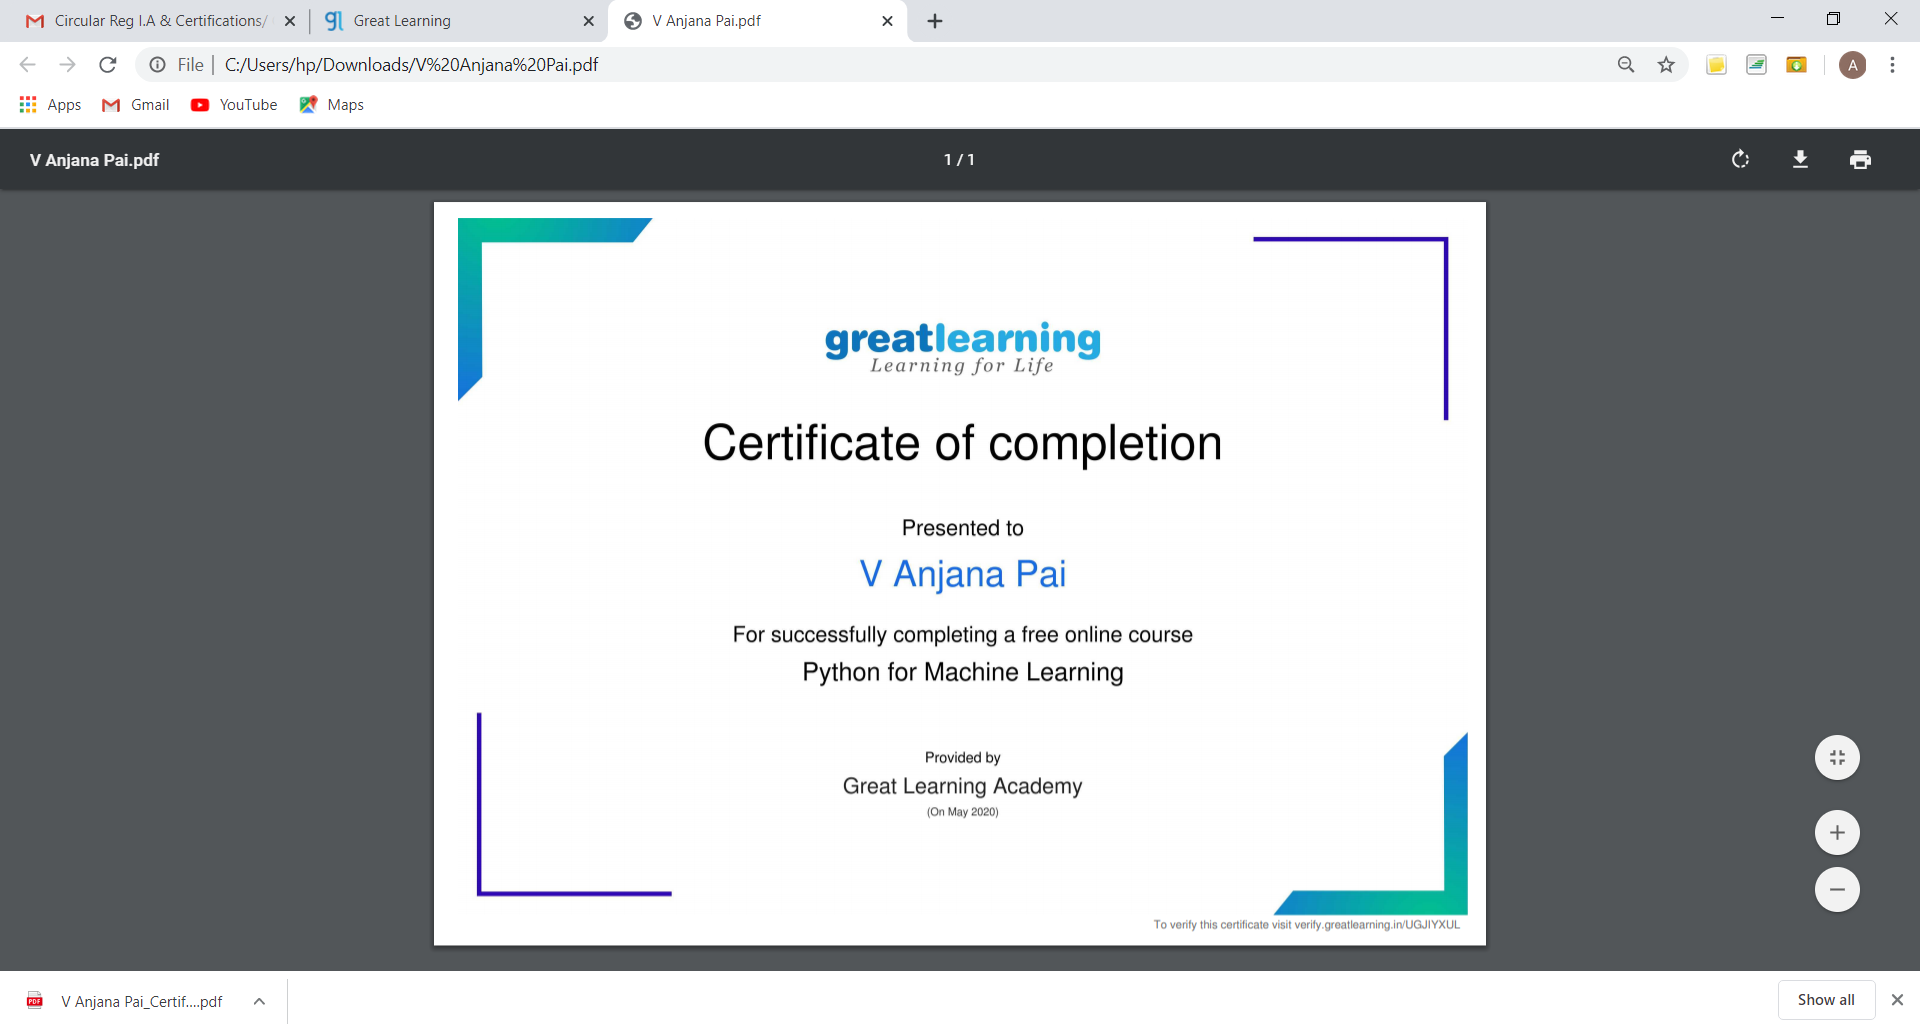 Circular Reg I.A & Certifications/
Great Learning
V Anjana Pai.pdf
File
C:/Users/hp/Downloads/V%20Anjana%20Pai.pdf
A
Apps
Gmail
YouTube
Maps
V Anjana Pai.pdf
1 / 1
greatlearning
Learning for Life
Certificate of completion
Presented to
V Anjana Pai
For successfully completing a free online course
Python for Machine Learning
Provided by
Great Learning Academy
(On May 2020)
To verify this certificate visit verify.greatlearning.in/UGJIYXUL
PDF
V Anjana Pai_Certif....pdf
Show all